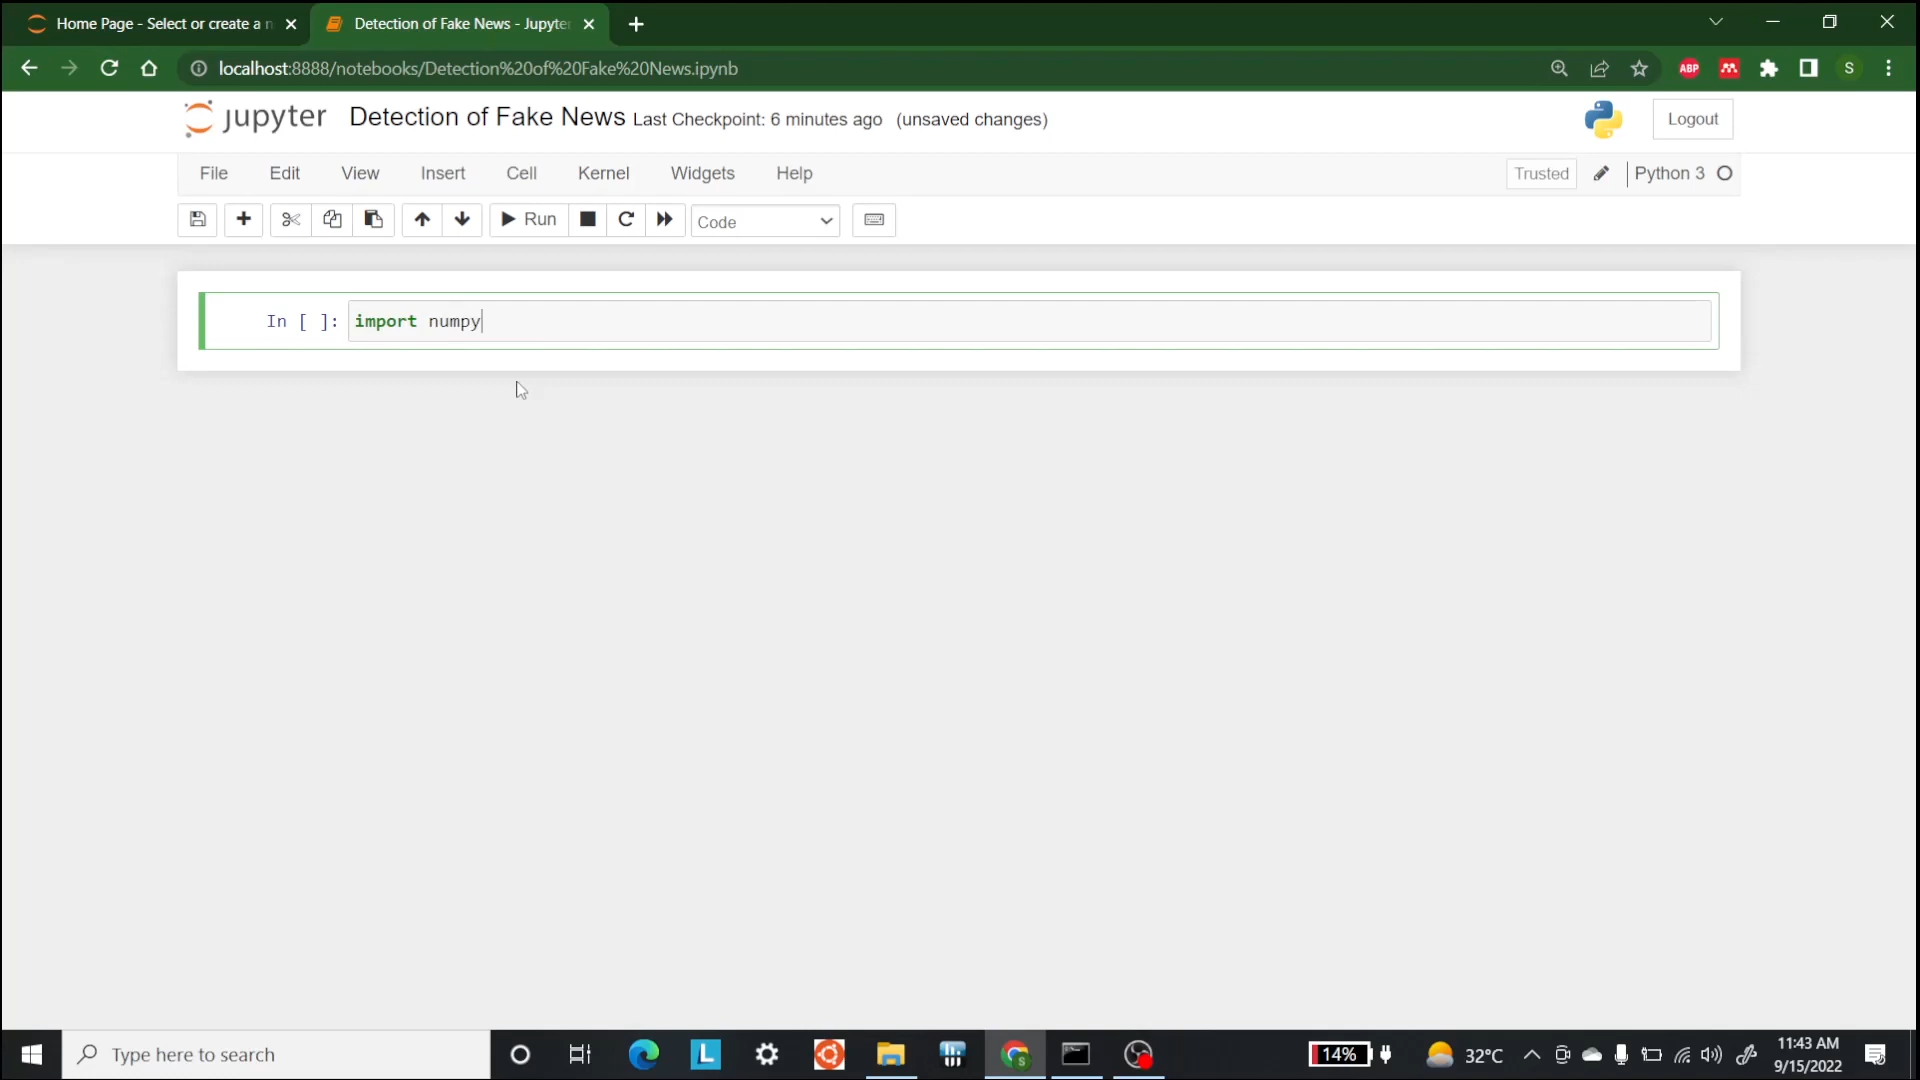 Home Page - Select or create a n
Detection of Fake News - Jupyter
localhost:8888/notebooks/Detection%20of%20Fake%20News.ipynb
ABP
S
jupyter Detection of Fake News Last Checkpoint: 6 minutes ago (unsaved changes)
Logout
File Edit View Insert Cell Kernel Widgets Help
Trusted
Python 3
Run
Code
In [ ]: import numpy
Type here to search
L
S
14%
32°C
11:43 AM
9/15/2022